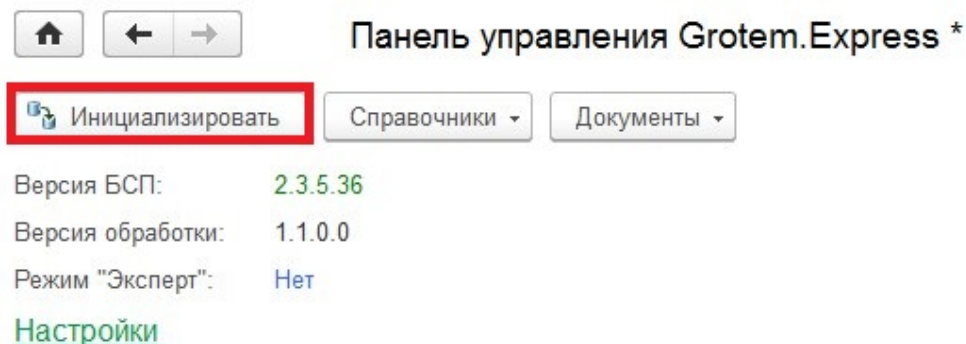 Панель управления Grotem.Express *
Инициализировать Справочники Документы
Версия БСП: 2.3.5.36
Версия обработки: 1.1.0.0
Режим "Эксперт": Нет
Настройки